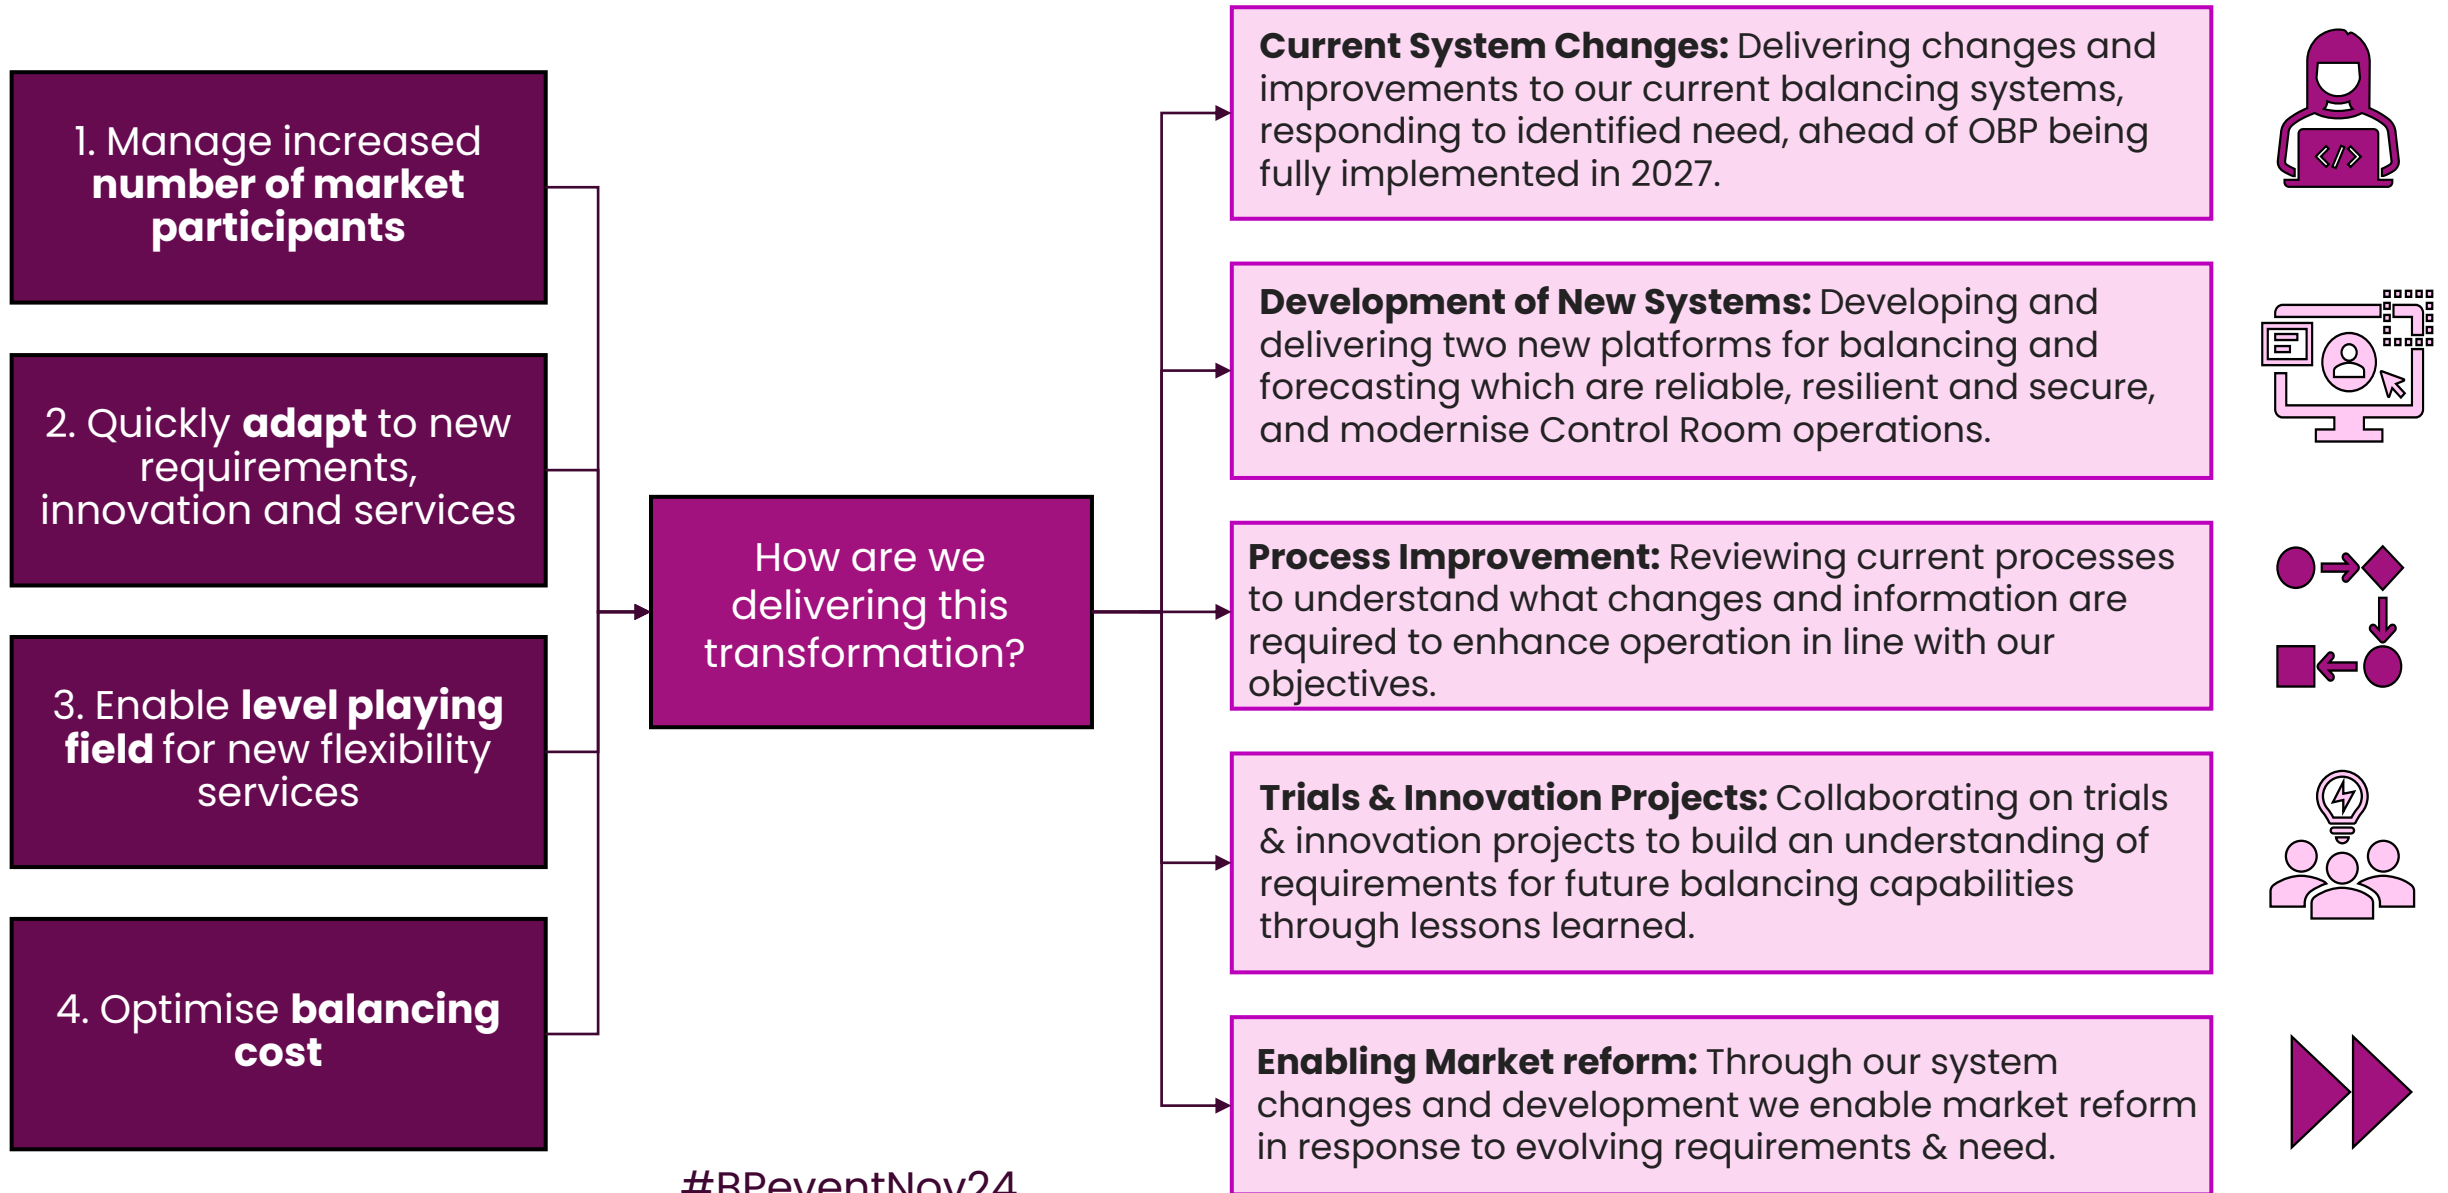 1. Manage increased
number of market
participants
2. Quickly adapt to new
requirements,
innovation and services
3. Enable level playing
field for new flexibility
services
4. Optimise balancing
cost
How are we
delivering this
transformation?
Current System Changes: Delivering changes and
improvements to our current balancing systems,
responding to identified need, ahead of OBP being
fully implemented in 2027.
Development of New Systems: Developing and
delivering two new platforms for balancing and
forecasting which are reliable, resilient and secure,
and modernise Control Room operations.
Process Improvement: Reviewing current processes
to understand what changes and information are
required to enhance operation in line with our
objectives.
Trials & Innovation Projects: Collaborating on trials
& innovation projects to build an understanding of
requirements for future balancing capabilities
through lessons learned.
Enabling Market reform: Through our system
changes and development we enable market reform
in response to evolving requirements & need.
#BPeventNov24